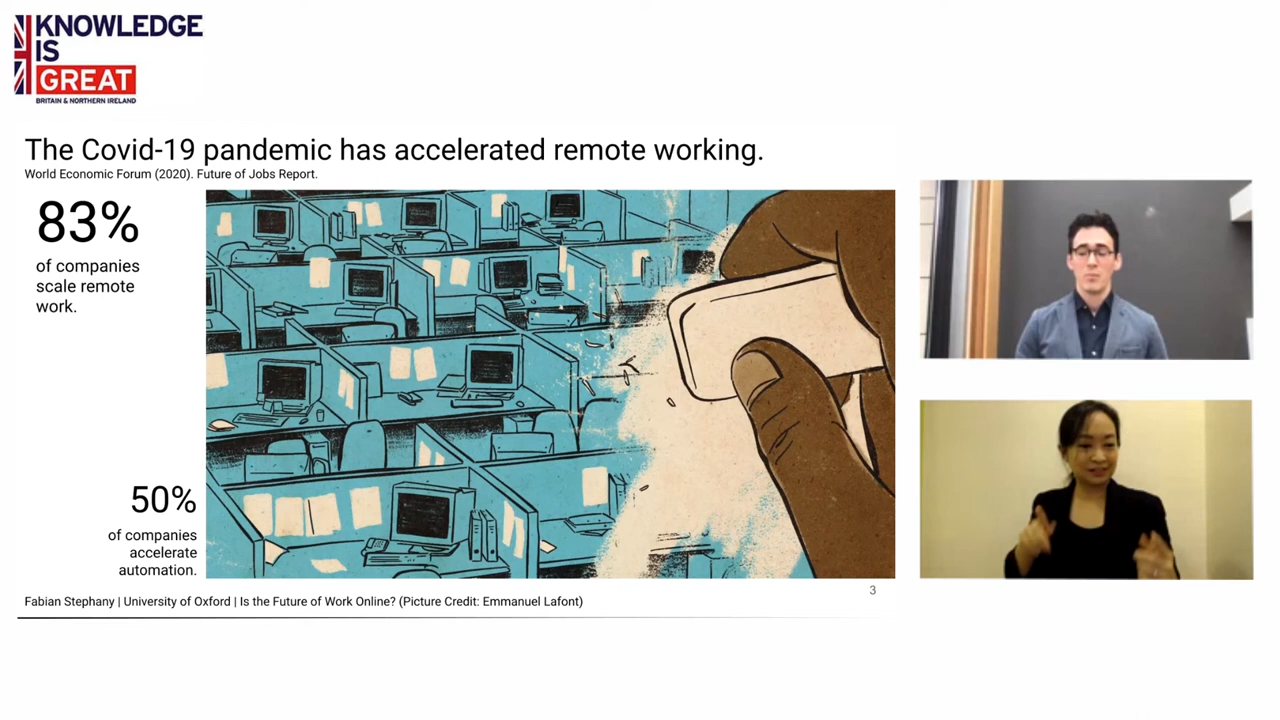 KNOWLEDGE
IS
GREAT
BRITAIN & NORTHERN IRELAND
The Covid-19 pandemic has accelerated remote working.
World Economic Forum (2020). Future of Jobs Report.
83%
of companies
scale remote
work.
50%
of companies
accelerate
automation.
3
Fabian Stephany | University of Oxford | Is the Future of Work Online? (Picture Credit: Emmanuel Lafont)